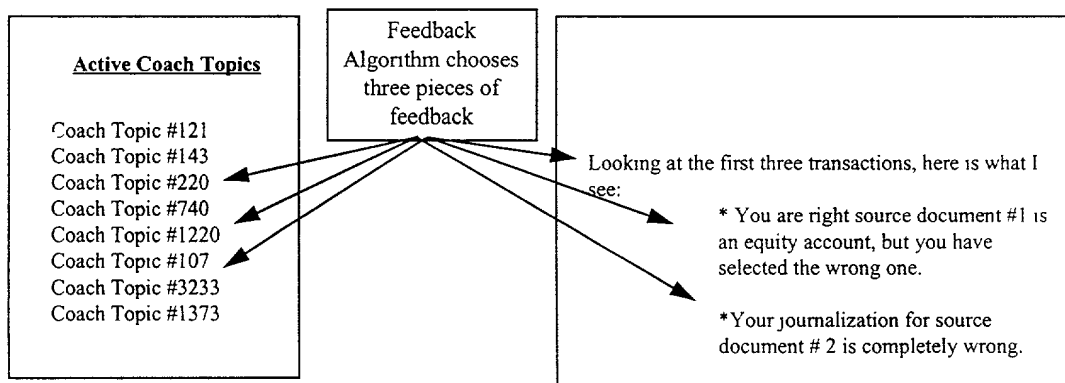 Active Coach Topics
Coach Topic #121
Coach Topic #143
Coach Topic #220
Coach Topic #740
Coach Topic #1220
Coach Topic #107
Coach Topic #3233
Coach Topic #1373
Feedback
Algorithm chooses
three pieces of
feedback
Looking at the first three transactions, here is what I
see:
* You are right source document #1 is
an equity account, but you have
selected the wrong one.
*Your journalization for source
document # 2 is completely wrong.